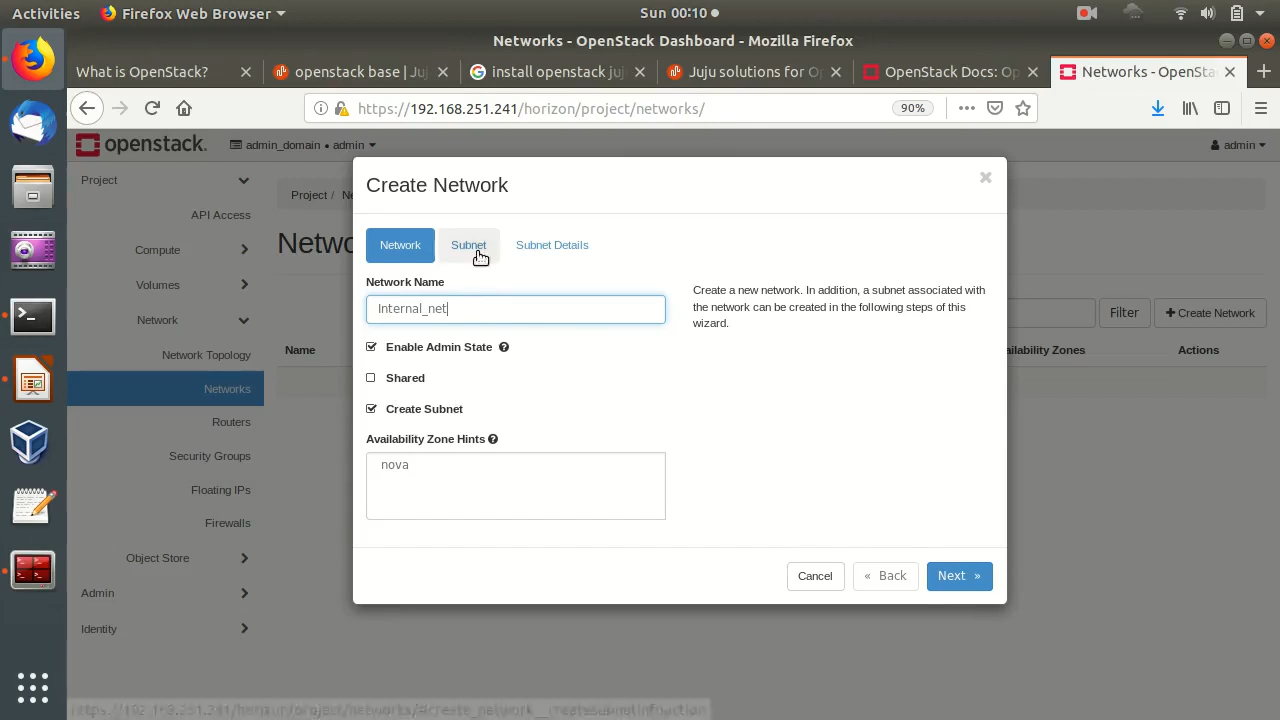 Activities
Firefox Web Browser
Sun 00:10
Networks - OpenStack Dashboard - Mozilla Firefox
What is OpenStack?
openstack base | Juj
install openstack juju
Juju solutions for Op
OpenStack Docs: Op
Networks - OpenSta
https://192.168.251.241/horizon/project/networks/
90%
openstack.
admin_domain • admin
admin
Project
API Access
Compute
Volumes
Network
Network Topology
Networks
Routers
Security Groups
Floating IPs
Firewalls
Object Store
Admin
Identity
Project /
Ne
Netwo
Filter
+ Create Network
Name
ailability Zones
Actions
Create Network
Network
Subnet
Subnet Details
Network Name
Internal_net
Enable Admin State
Shared
Create Subnet
Availability Zone Hints
nova
Create a new network. In addition, a subnet associated with
the network can be created in the following steps of this
wizard.
Cancel
« Back
Next »